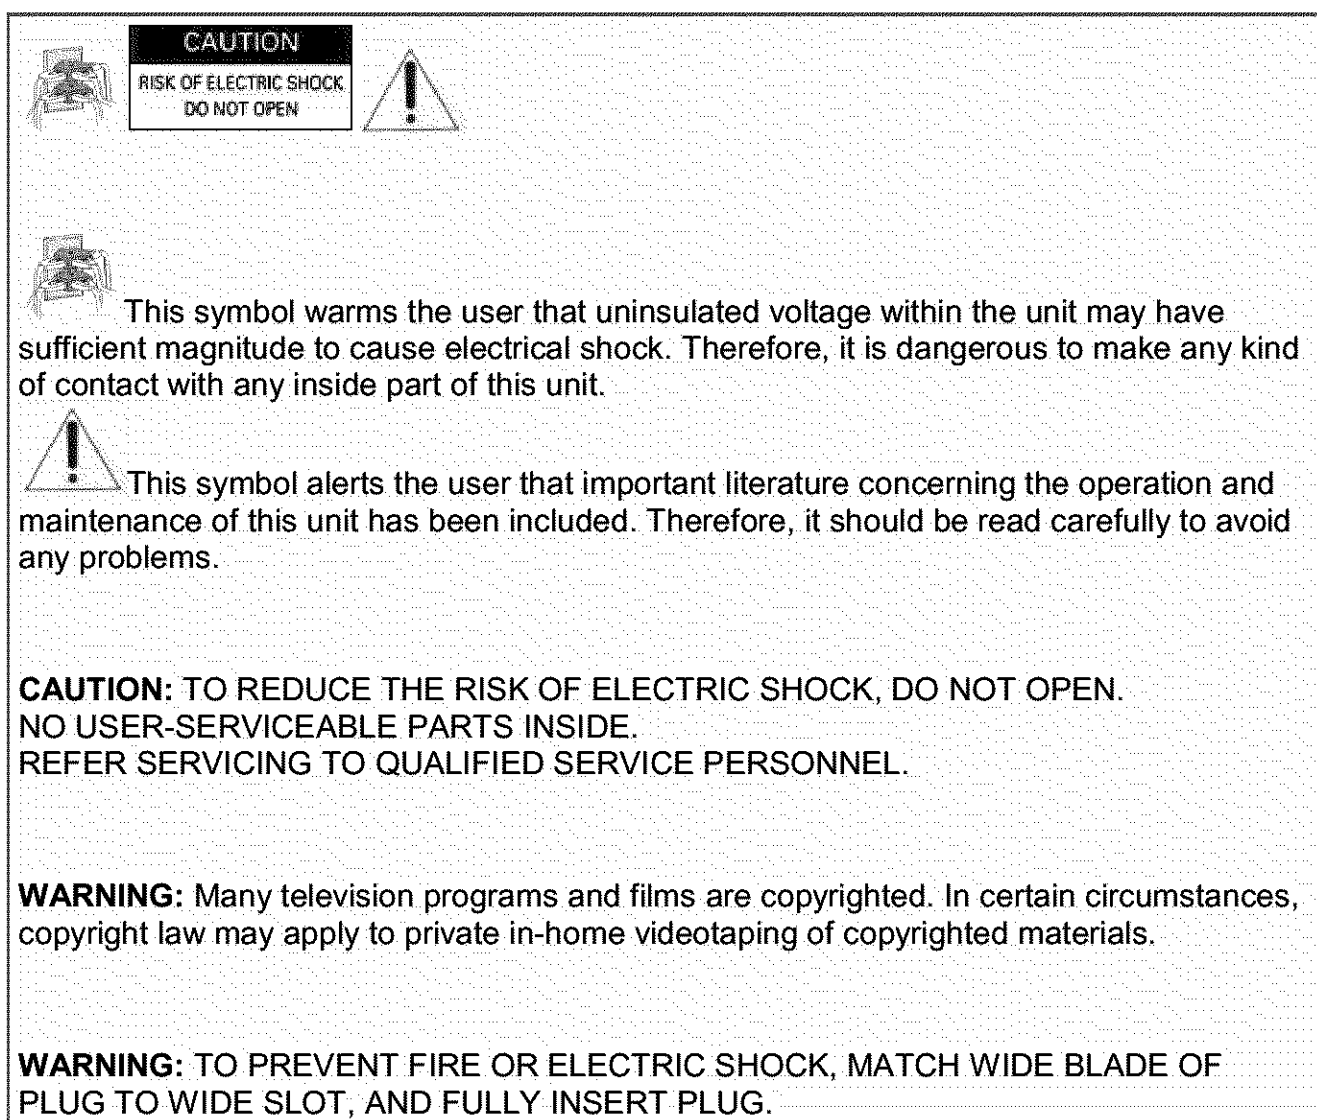 CAUTION
RISK OF ELECTRIC SHOCK
DO NOT OPEN
This symbol warms the user that uninsulated voltage within the unit may have
sufficient magnitude to cause electrical shock. Therefore, it is dangerous to make any kind
of contact with any inside part of this unit.
This symbol alerts the user that important literature concerning the operation and
maintenance of this unit has been included. Therefore, it should be read carefully to avoid
any problems.
CAUTION: TO REDUCE THE RISK OF ELECTRIC SHOCK, DO NOT OPEN.
NO USER-SERVICEABLE PARTS INSIDE.
REFER SERVICING TO QUALIFIED SERVICE PERSONNEL.
WARNING: Many television programs and films are copyrighted. In certain circumstances,
copyright law may apply to private in-home videotaping of copyrighted materials.
WARNING: TO PREVENT FIRE OR ELECTRIC SHOCK, MATCH WIDE BLADE OF
PLUG TO WIDE SLOT, AND FULLY INSERT PLUG.